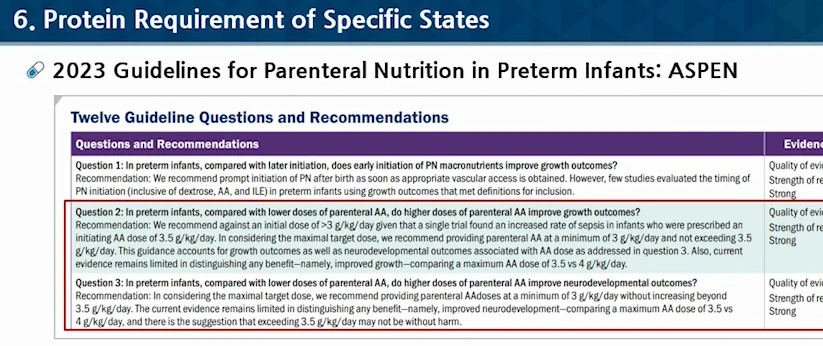 6. Protein Requirement of Specific States
2023 Guidelines for Parenteral Nutrition in Preterm Infants: ASPEN
Twelve Guideline Questions and Recommendations
Questions and Recommendations
Evidenc
Question 1: In preterm infants, compared with later initiation, does early initiation of PN macronutrients improve growth outcomes?
Quality of evi
Recommendation: We recommend prompt initiation of PN after birth as soon as appropriate vascular access is obtained. However, few studies evaluated the timing of
Strength of re
PN initiation (inclusive of dextrose, AA, and ILE) in preterm infants using growth outcomes that met definitions for inclusion.
Strong
Question 2: In preterm infants, compared with lower doses of parenteral AA, do higher doses of parenteral AA improve growth outcomes?
Quality of evi
Recommendation: We recommend against an initial dose of >3 g/kg/day given that a single trial found an increased rate of sepsis in infants who were prescribed an
Strength of re
initiating AA dose of 3.5 g/kg/day. In considering the maximal target dose, we recommend providing parenteral AA at a minimum of 3 g/kg/day and not exceeding 3.5
Strong
g/kg/day. This guidance accounts for growth outcomes as well as neurodevelopmental outcomes associated with AA dose as addressed in question 3. Also, current
evidence remains limited in distinguishing any benefit—namely, improved growth—comparing a maximum AA dose of 3.5 vs 4 g/kg/day.
Question 3: In preterm infants, compared with lower doses of parenteral AA, do higher doses of parenteral AA improve neurodevelopmental outcomes?
Quality of evi
Recommendation: In considering the maximal target dose, we recommend providing parenteral AAdoses at a minimum of 3 g/kg/day without increasing beyond
Strength of re
3.5 g/kg/day. The current evidence remains limited in distinguishing any benefit—namely, improved neurodevelopment—comparing a maximum AA dose of 3.5 vs
Strong
4 g/kg/day, and there is the suggestion that exceeding 3.5 g/kg/day may not be without harm.